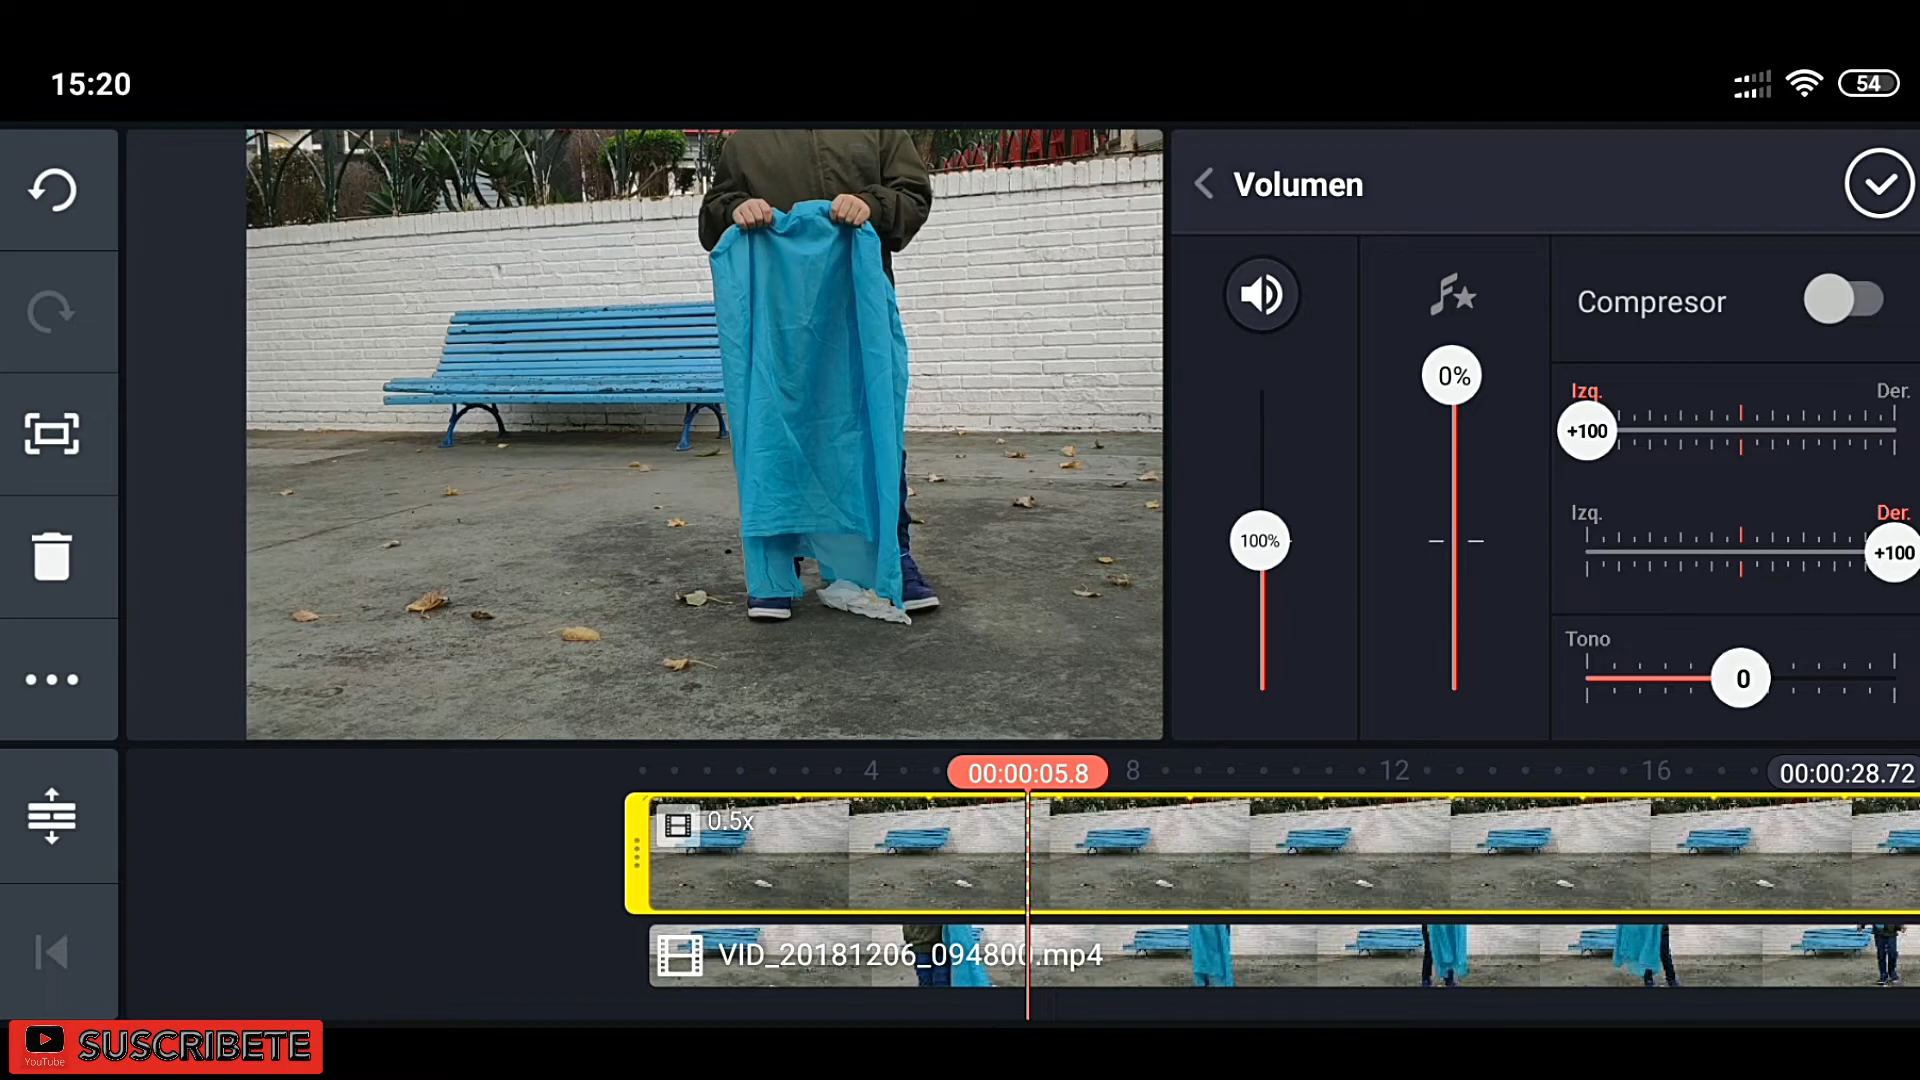 15:20
54
Volumen
Compresor
0%
Izq. Der.
+100
100%
Izq. Der.
+100
Tono
0
4 00:00:05.8 8 12 16 00:00:28.72
0.5x
VID_20181206_094800.mp4
YouTube SUSCRIBETE